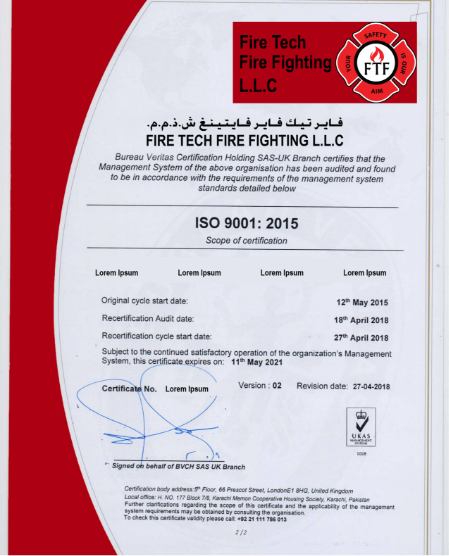 Fire Tech
Fire Fighting
L.L.C
SAFETY
IS OUR
AIM
YOUR
FTF
فاير تيك فاير فايتينغ ش.ذ.م.م.
FIRE TECH FIRE FIGHTING L.L.C
Bureau Veritas Certification Holding SAS-UK Branch certifies that the
Management System of the above organisation has been audited and found
to be in accordance with the requirements of the management system
standards detailed below
ISO 9001: 2015
Scope of certification
Lorem Ipsum Lorem Ipsum Lorem Ipsum Lorem Ipsum
Original cycle start date: 12th May 2015
Recertification Audit date: 18th April 2018
Recertification cycle start date: 27th April 2018
Subject to the continued satisfactory operation of the organization's Management
System, this certificate expires on: 11th May 2021
Certificate No. Lorem Ipsum Version : 02 Revision date: 27-04-2018
UKAS
MANAGEMENT
SYSTEMS
0008
Signed on behalf of BVCH SAS UK Branch
Certification body address:5th Floor, 66 Prescot Street, LondonE1 8HG, United Kingdom
Local office: H. NO. 177 Block 7/8, Karachi Memon Cooperative Housing Society, Karachi, Pakistan
Further clarifications regarding the scope of this certificate and the applicability of the management
system requirements may be obtained by consulting the organisation.
To check this certificate validity please call: +92 21 111 786 013
2 / 2